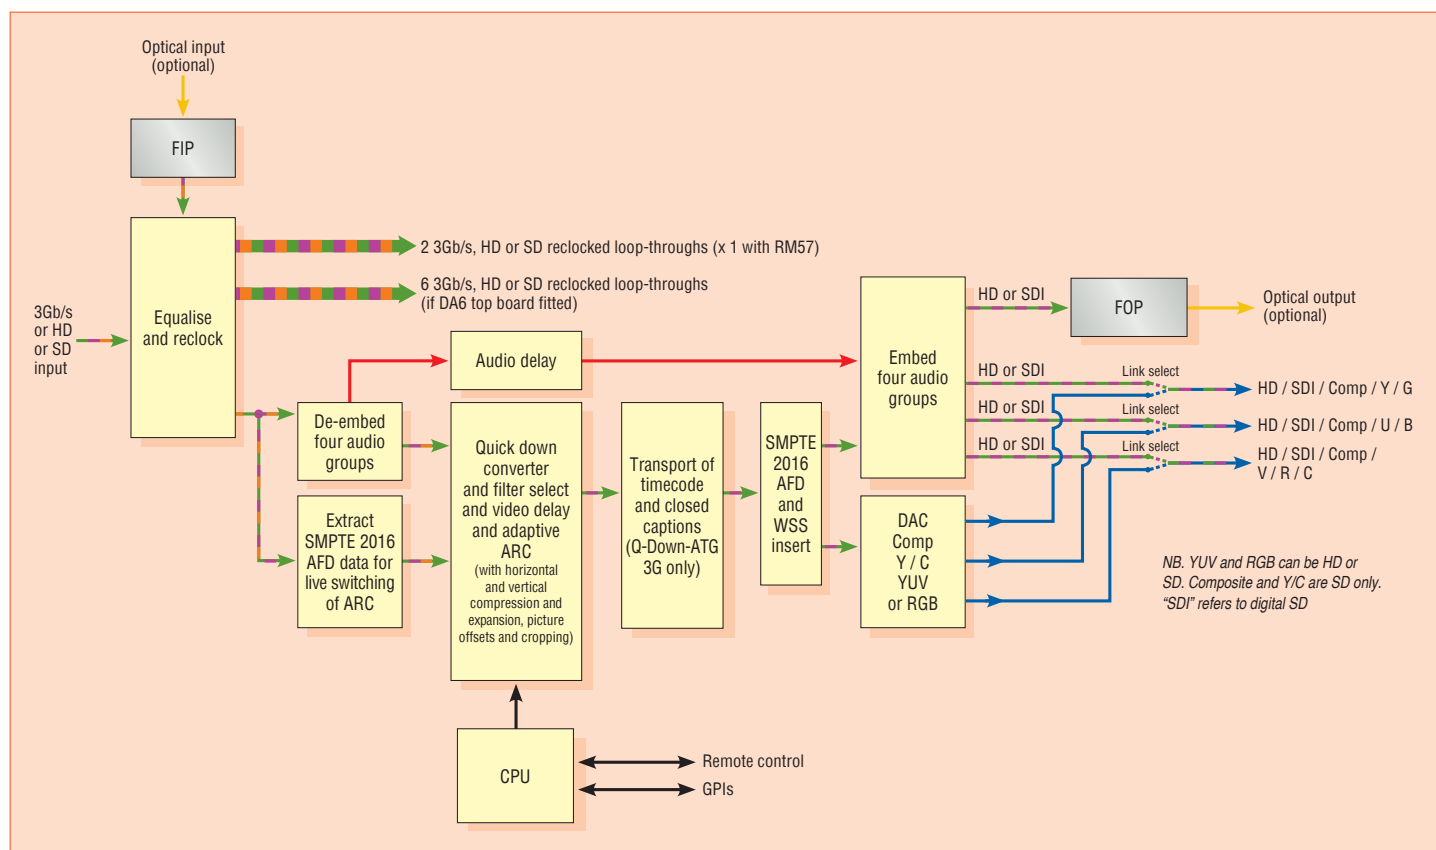 Optical input
(optional)
FIP
Equalise
and reclock
3Gb/s
or HD
or SD
input
2 3Gb/s, HD or SD reclocked loop-throughs (x 1 with RM57)
6 3Gb/s, HD or SD reclocked loop-throughs
(if DA6 top board fitted)
Audio delay
De-embed
four audio
groups
Extract
SMPTE 2016
AFD data for
live switching
of ARC
Quick down
converter
and filter select
and video delay
and adaptive
ARC
(with horizontal
and vertical
compression and
expansion, picture
offsets and cropping)
Transport of
timecode
and closed
captions
(Q-Down-ATG
3G only)
SMPTE
2016
AFD
and
WSS
insert
Embed
four audio
groups
DAC
Comp
Y / C
YUV
or RGB
HD or SDI
FOP
Optical output
(optional)
HD or SDI
Link select
HD / SDI / Comp / Y / G
HD or SDI
Link select
HD / SDI / Comp / U / B
HD or SDI
Link select
HD / SDI / Comp /
V / R / C
NB. YUV and RGB can be HD or
SD. Composite and Y/C are SD only.
“SDI” refers to digital SD
CPU
Remote control
GPIs